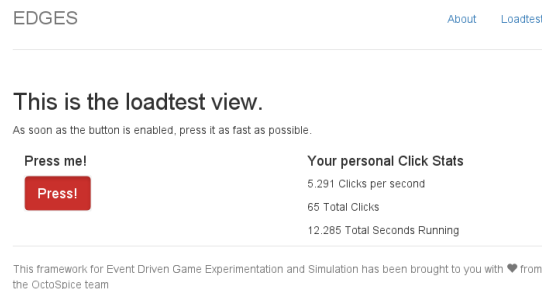 EDGES
About Loadtest
This is the loadtest view.
As soon as the button is enabled, press it as fast as possible.
Press me!
Press!
Your personal Click Stats
5.291 Clicks per second
65 Total Clicks
12.285 Total Seconds Running
This framework for Event Driven Game Experimentation and Simulation has been brought to you with ♥ from
the OctoSpice team